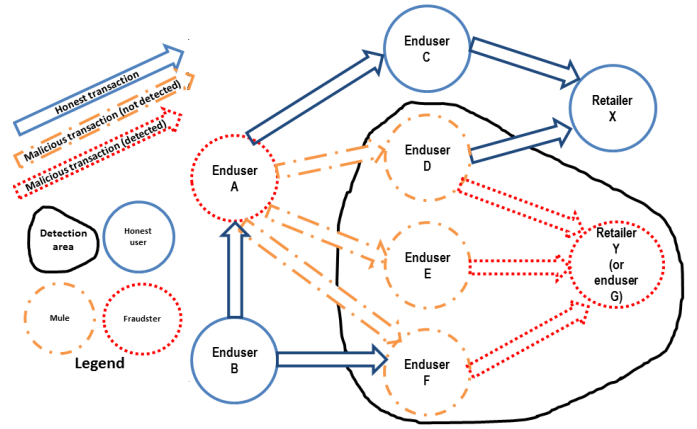 Honest transaction
Malicious transaction (not detected)
Malicious transaction (detected)
Detection
area
Honest
user
Mule
Fraudster
Legend
Enduser
A
Enduser
B
Enduser
C
Enduser
D
Enduser
E
Enduser
F
Retailer
X
Retailer
Y
(or
enduser
G)